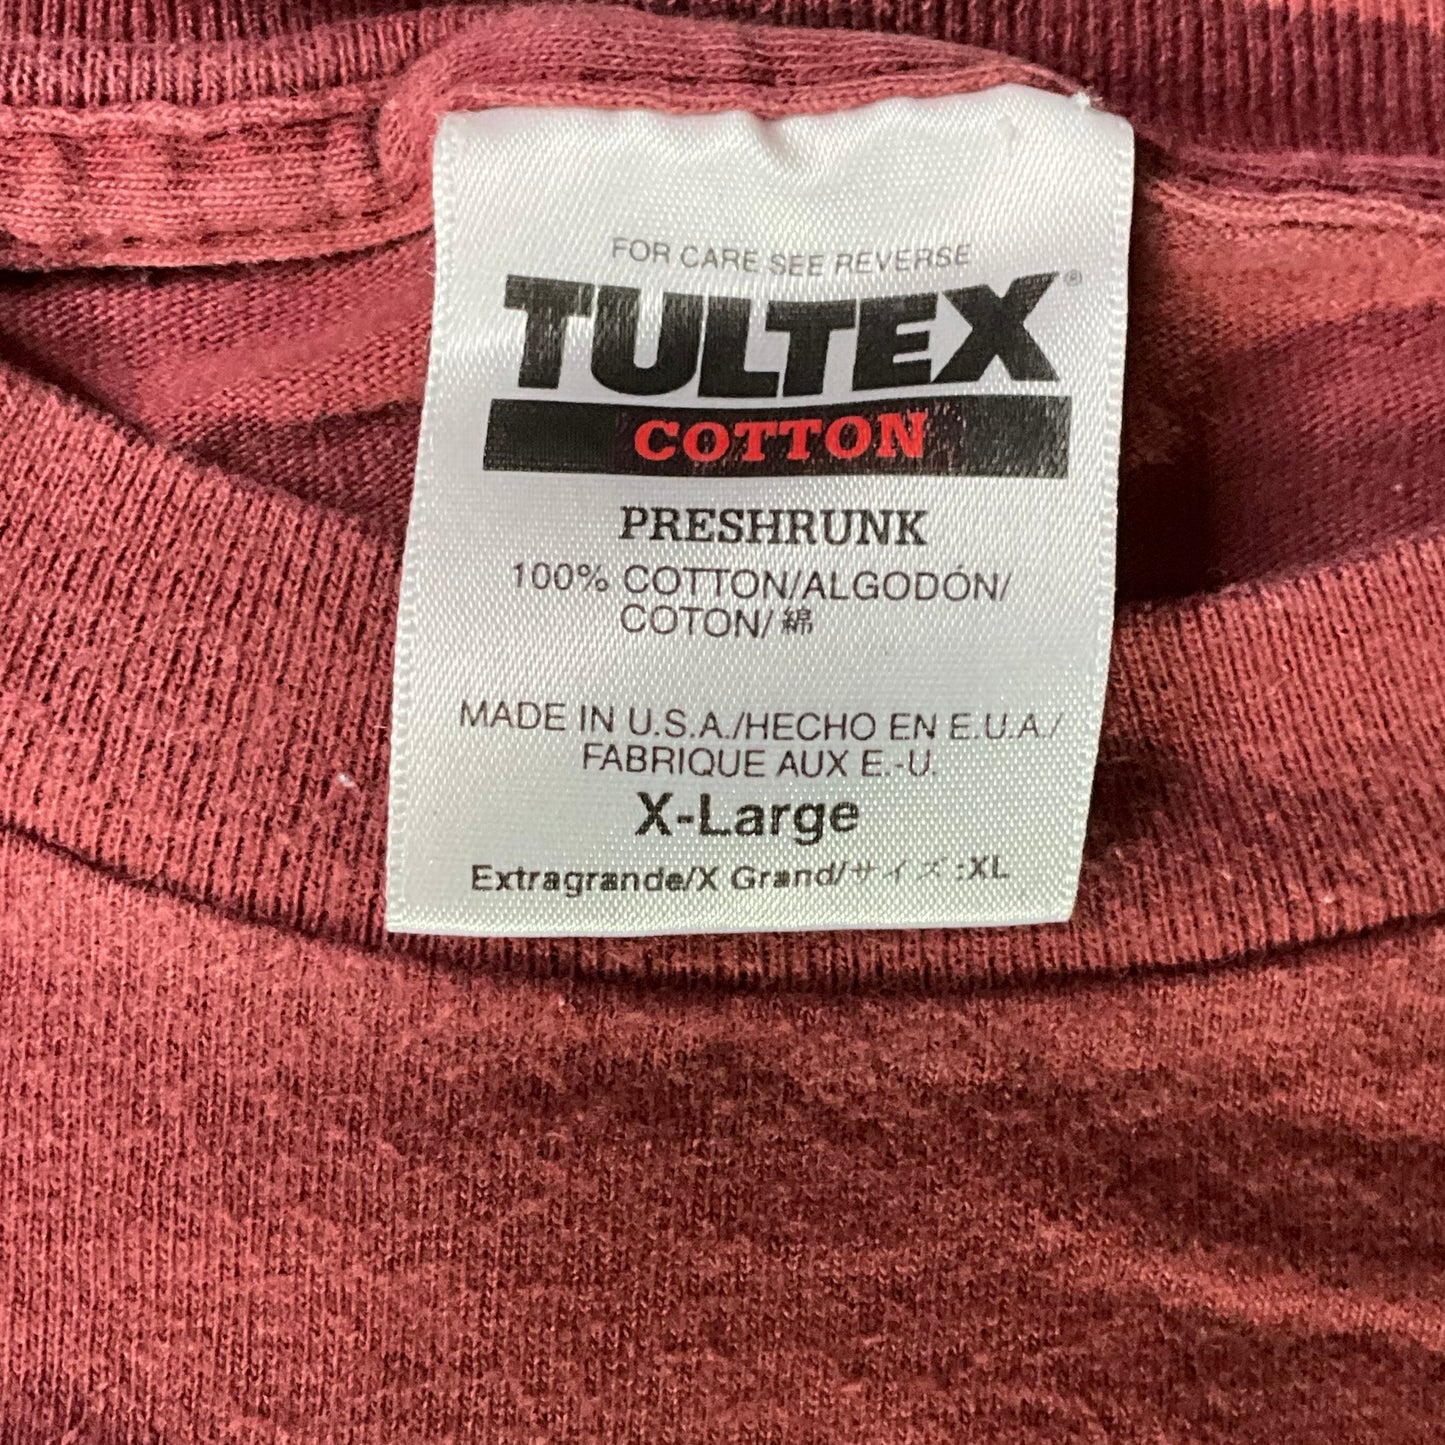 FOR CARE SEE REVERSE
TULTEX®
COTTON
PRESHRUNK
100% COTTON/ALGODÓN/
COTON/綿
MADE IN U.S.A./HECHO EN E.U.A./
FABRIQUE AUX E.-U.
X-Large
Extragrande/X Grand/サイズ:XL